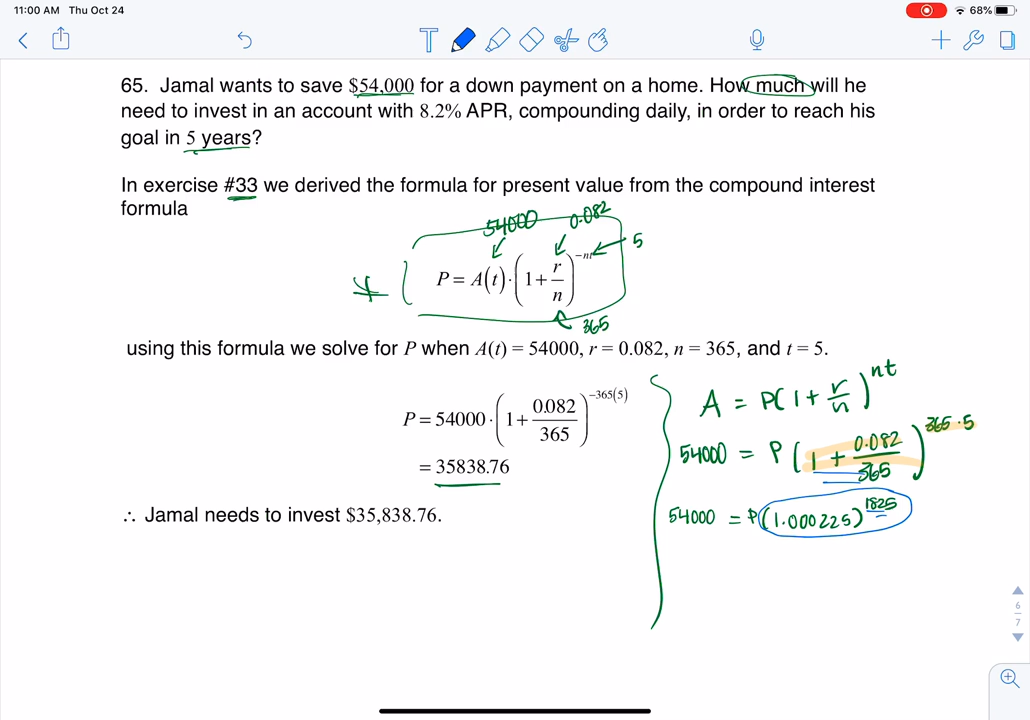 11:00 AM Thu Oct 24
68%
T
65. Jamal wants to save $54,000 for a down payment on a home. How much will he
need to invest in an account with 8.2% APR, compounding daily, in order to reach his
goal in 5 years?
In exercise #33 we derived the formula for present value from the compound interest
formula
54000 0.082
5
P = A(t)·(1 + r/n)^−nt
365
using this formula we solve for P when A(t) = 54000, r = 0.082, n = 365, and t = 5.
P = 54000·(1 + 0.082/365)^−365(5)
= 35838.76
∴ Jamal needs to invest $35,838.76.
A = P(1 + r/n)^nt
54000 = P(1 + 0.082/365)^365·5
54000 = P(1.000225)^1825
6
7